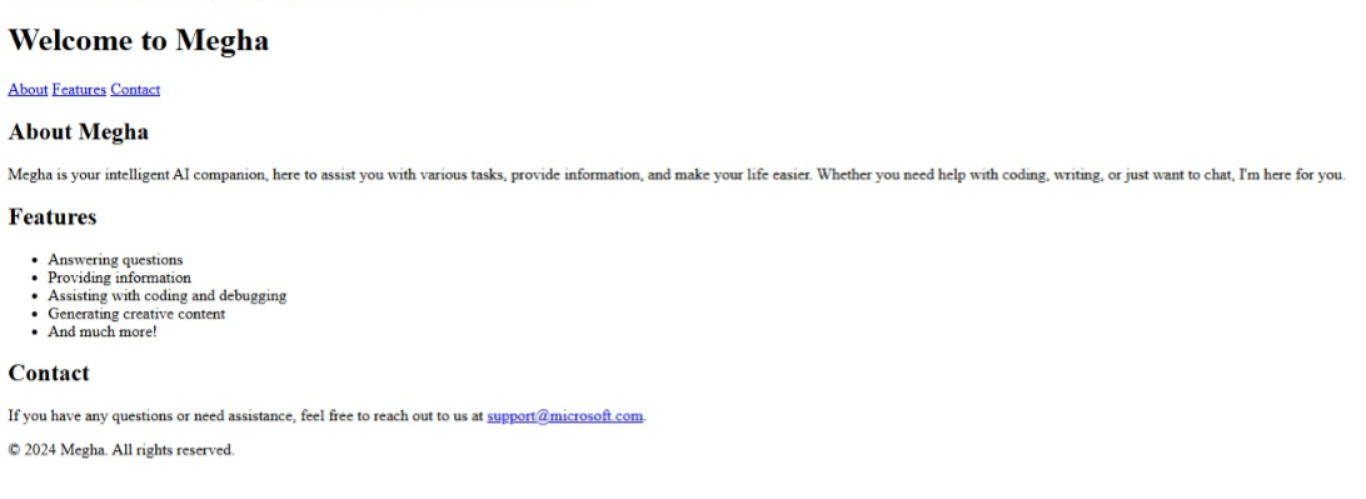 Welcome to Megha
About Features Contact
About Megha
Megha is your intelligent AI companion, here to assist you with various tasks, provide information, and make your life easier. Whether you need help with coding, writing, or just want to chat, I'm here for you.
Features
• Answering questions
• Providing information
• Assisting with coding and debugging
• Generating creative content
• And much more!
Contact
If you have any questions or need assistance, feel free to reach out to us at support@microsoft.com.
© 2024 Megha. All rights reserved.